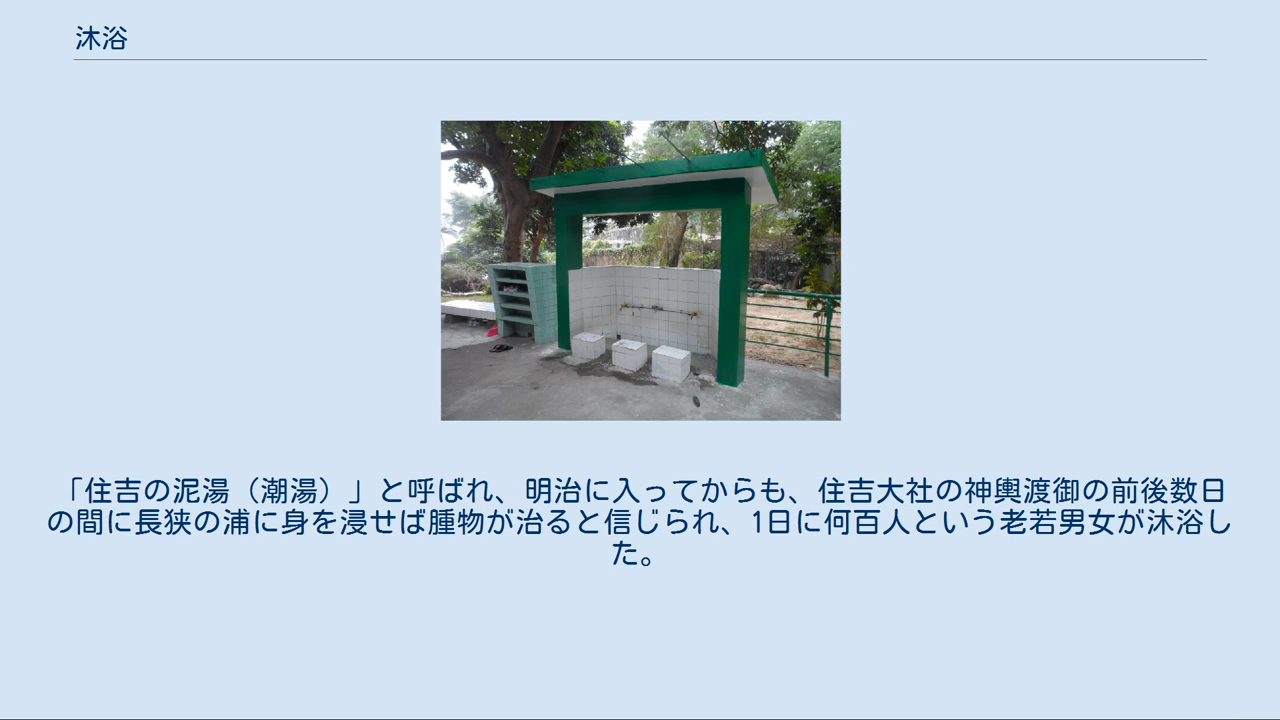 沐浴
「住吉の泥湯（潮湯）」と呼ばれ、明治に入ってからも、住吉大社の神輿渡御の前後数日
の間に長狭の浦に身を浸せば腫物が治ると信じられ、1日に何百人という老若男女が沐浴し
た。